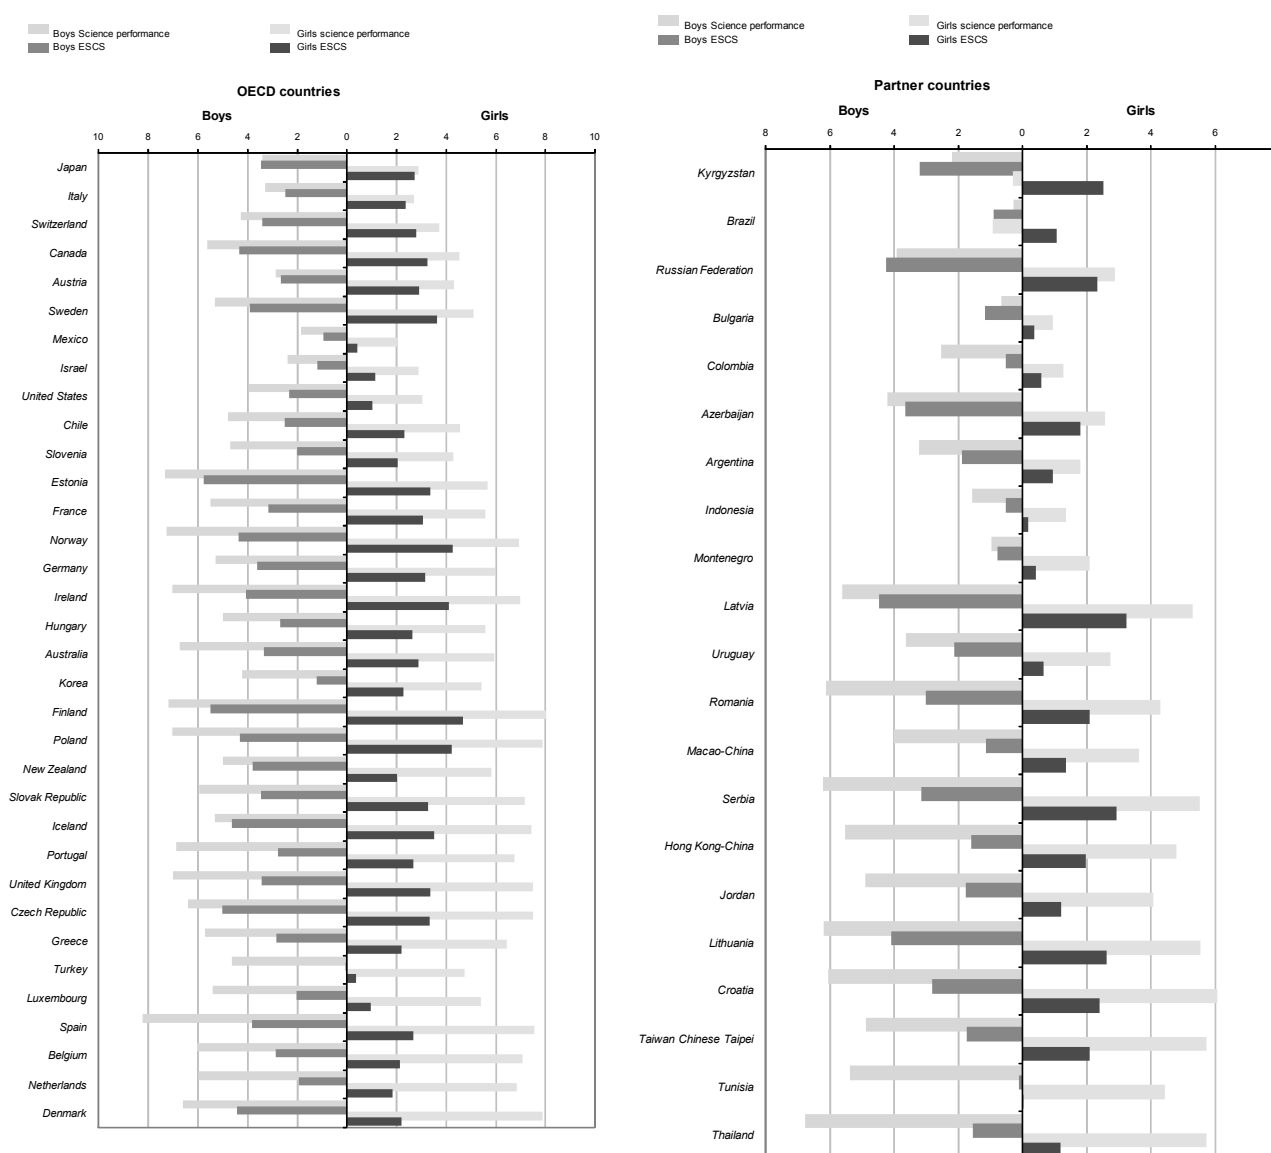 Boys Science performance
Girls science performance
Boys ESCS
Girls ESCS
OECD countries
Boys
Girls
10 8 6 4 2 0 2 4 6 8 10
Japan
Italy
Switzerland
Canada
Austria
Sweden
Mexico
Israel
United States
Chile
Slovenia
Estonia
France
Norway
Germany
Ireland
Hungary
Australia
Korea
Finland
Poland
New Zealand
Slovak Republic
Iceland
Portugal
United Kingdom
Czech Republic
Greece
Turkey
Luxembourg
Spain
Belgium
Netherlands
Denmark
Boys Science performance
Girls science performance
Boys ESCS
Girls ESCS
Partner countries
Boys
Girls
8 6 4 2 0 2 4 6
Kyrgyzstan
Brazil
Russian Federation
Bulgaria
Colombia
Azerbaijan
Argentina
Indonesia
Montenegro
Latvia
Uruguay
Romania
Macao-China
Serbia
Hong Kong-China
Jordan
Lithuania
Croatia
Taiwan Chinese Taipei
Tunisia
Thailand